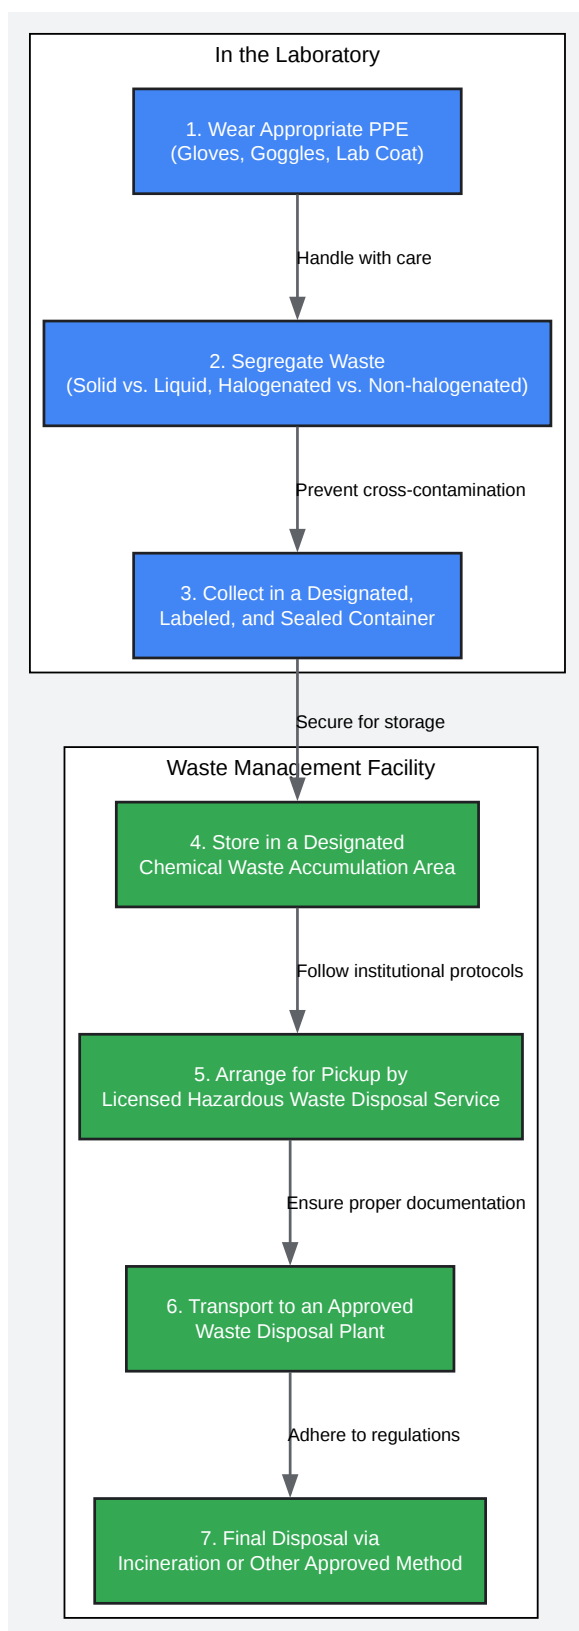 In the Laboratory
1. Wear Appropriate PPE
(Gloves, Goggles, Lab Coat)
Handle with care
2. Segregate Waste
(Solid vs. Liquid, Halogenated vs. Non-halogenated)
Prevent cross-contamination
3. Collect in a Designated,
Labeled, and Sealed Container
Secure for storage
Waste Management Facility
4. Store in a Designated
Chemical Waste Accumulation Area
Follow institutional protocols
5. Arrange for Pickup by
Licensed Hazardous Waste Disposal Service
Ensure proper documentation
6. Transport to an Approved
Waste Disposal Plant
Adhere to regulations
7. Final Disposal via
Incineration or Other Approved Method